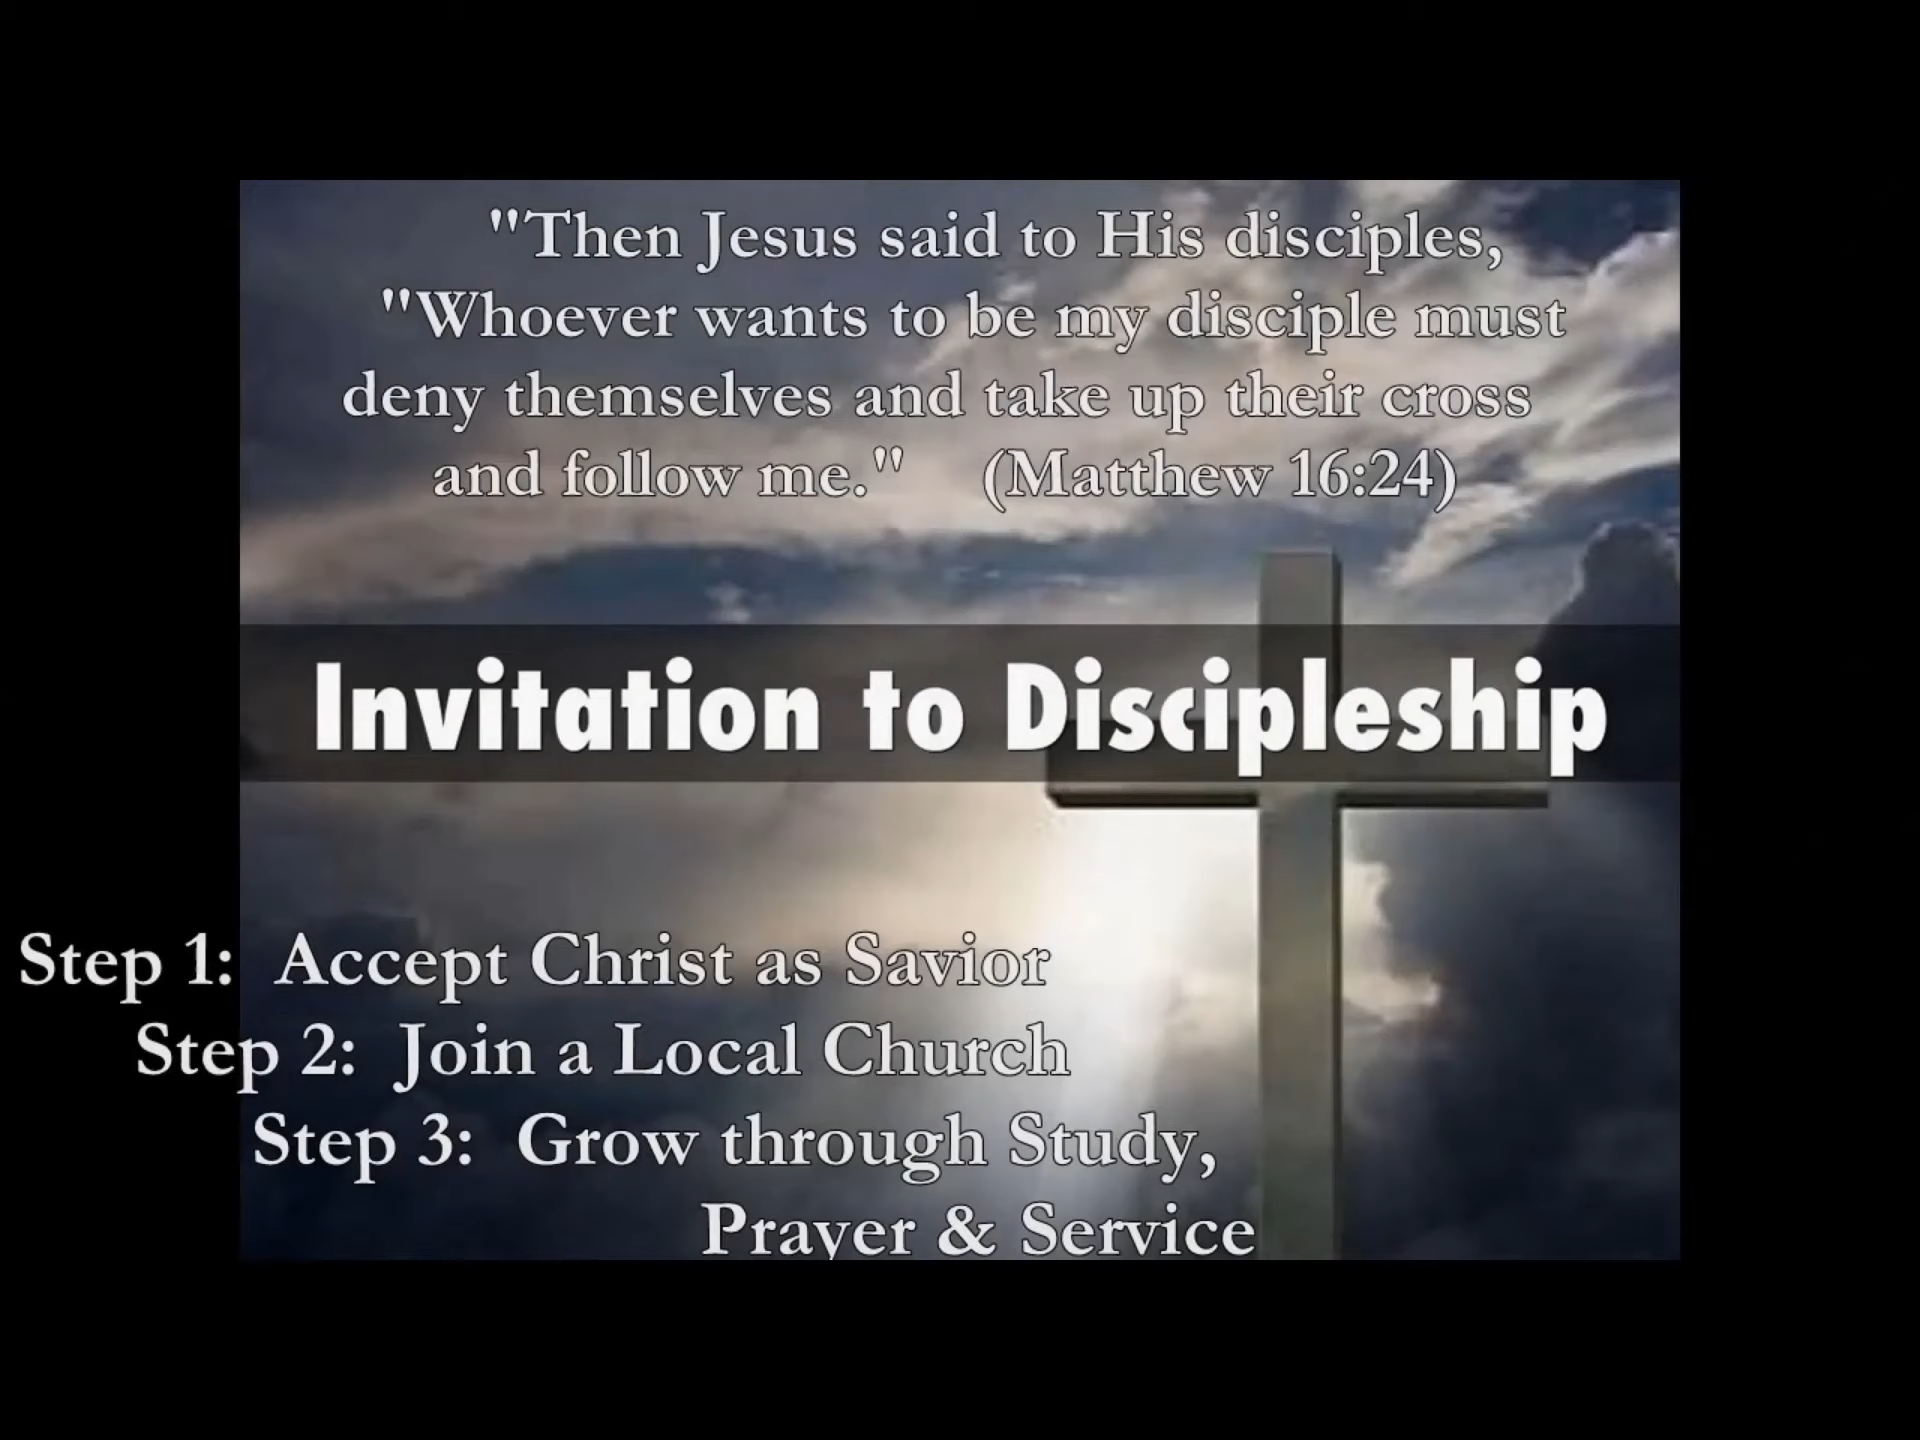 "Then Jesus said to His disciples,
"Whoever wants to be my disciple must
deny themselves and take up their cross
and follow me." (Matthew 16:24)
Invitation to Discipleship
Step 1: Accept Christ as Savior
Step 2: Join a Local Church
Step 3: Grow through Study,
Prayer & Service